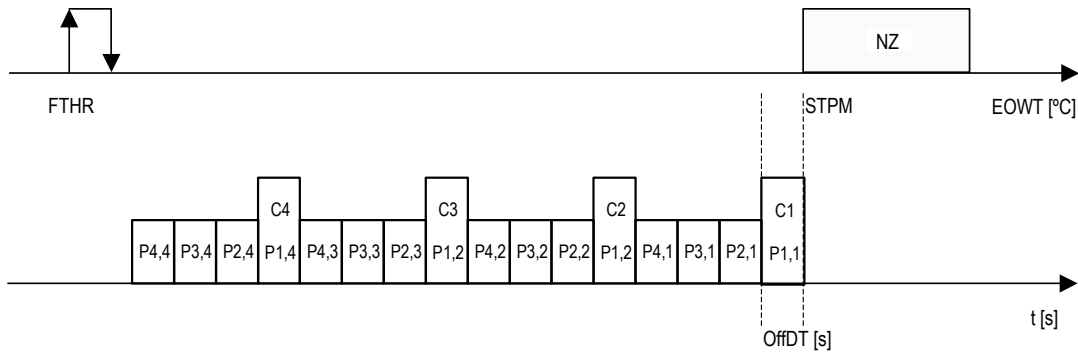 NZ
FTHR
STPM
EOWT [ºC]
C4
C3
C2
C1
P4,4 P3,4 P2,4 P1,4 P4,3 P3,3 P2,3 P1,2 P4,2 P3,2 P2,2 P1,2 P4,1 P3,1 P2,1 P1,1
t [s]
OffDT [s]